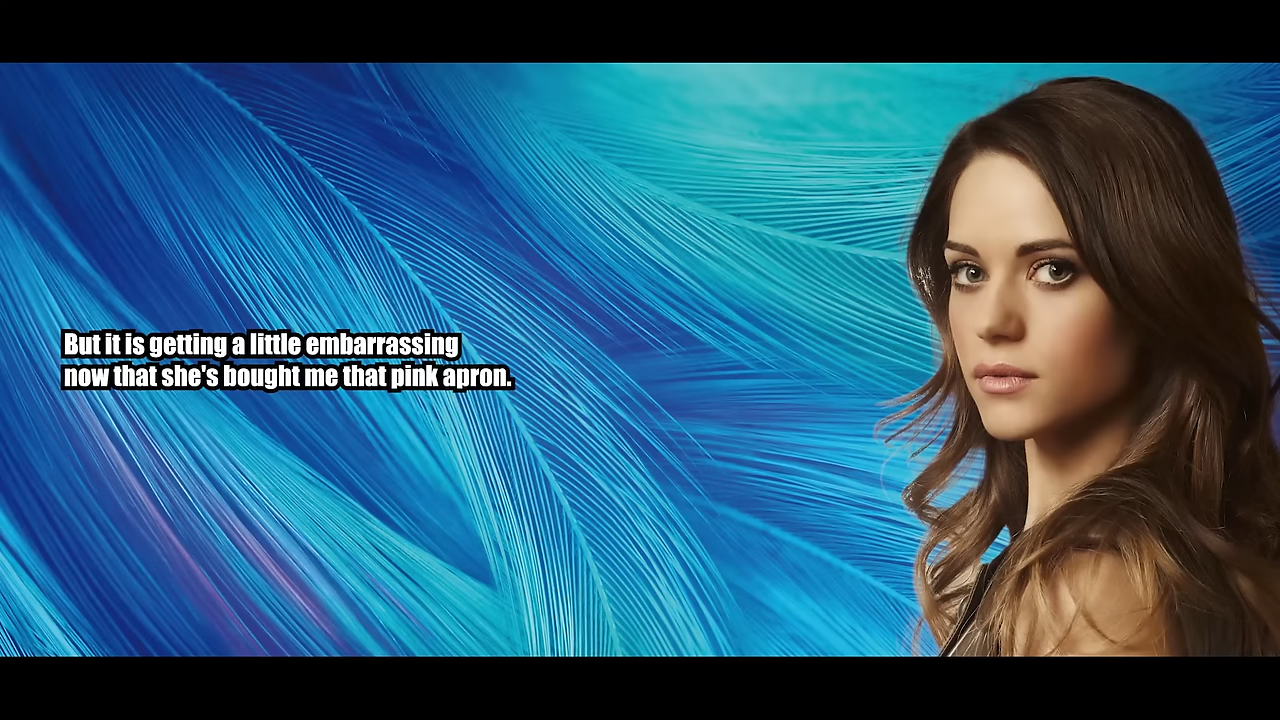 But it is getting a little embarrassing
now that she's bought me that pink apron.